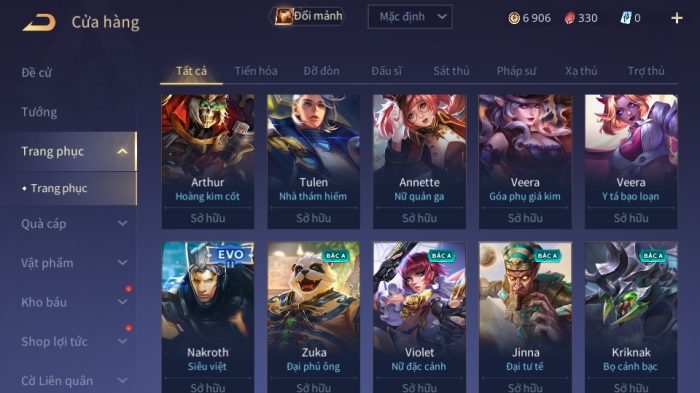 Cửa hàng
Đổi mảnh
Mặc định
6 906
330
0
Đề cử
Tướng
Trang phục
Trang phục
Quà cáp
Vật phẩm
Kho báu
Shop lợi tức
Cờ Liên quân
Tất cả
Tiến hóa
Đỡ đòn
Đấu sĩ
Sát thủ
Pháp sư
Xạ thủ
Trợ thủ
Arthur
Hoàng kim cốt
Sở hữu
Tulen
Nhà thám hiểm
Sở hữu
Annette
Nữ quản gia
Sở hữu
Veera
Góa phụ giả kim
Sở hữu
Veera
Y tá bạo loạn
Sở hữu
EVO
Nakroth
Siêu việt
Sở hữu
BẬC A
Zuka
Đại phú ông
Sở hữu
BẬC A
Violet
Nữ đặc cảnh
Sở hữu
BẬC A
Jinna
Đại tư tế
Sở hữu
BẬC A
Kriknak
Bọ cánh bạc
Sở hữu